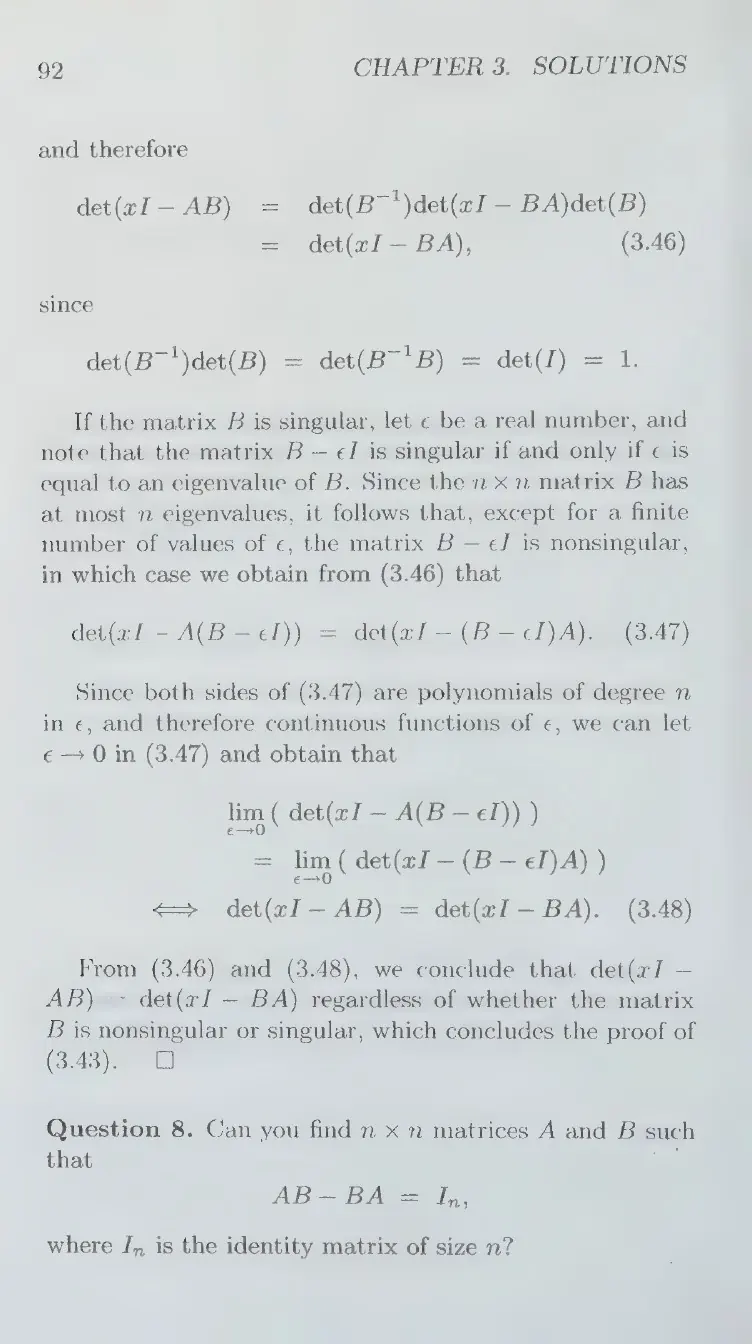 92 CHAPTER 3. SOLUTIONS
and therefore
det(xI − AB) = det(B⁻¹)det(xI − BA)det(B)
= det(xI − BA), (3.46)
since
det(B⁻¹)det(B) = det(B⁻¹B) = det(I) = 1.
If the matrix B is singular, let ϵ be a real number, and
note that the matrix B − ϵI is singular if and only if ϵ is
equal to an eigenvalue of B. Since the n × n matrix B has
at most n eigenvalues, it follows that, except for a finite
number of values of ϵ, the matrix B − ϵI is nonsingular,
in which case we obtain from (3.46) that
det(xI − A(B − ϵI)) = det(xI − (B − ϵI)A). (3.47)
Since both sides of (3.47) are polynomials of degree n
in ϵ, and therefore continuous functions of ϵ, we can let
ϵ → 0 in (3.47) and obtain that
lim ( det(xI − A(B − ϵI)) )
ϵ→0
= lim ( det(xI − (B − ϵI)A) )
ϵ→0
⟺ det(xI − AB) = det(xI − BA). (3.48)
From (3.46) and (3.48), we conclude that det(xI −
AB) = det(xI − BA) regardless of whether the matrix
B is nonsingular or singular, which concludes the proof of
(3.43). □
Question 8. Can you find n × n matrices A and B such
that
AB − BA = Iₙ,
where Iₙ is the identity matrix of size n?